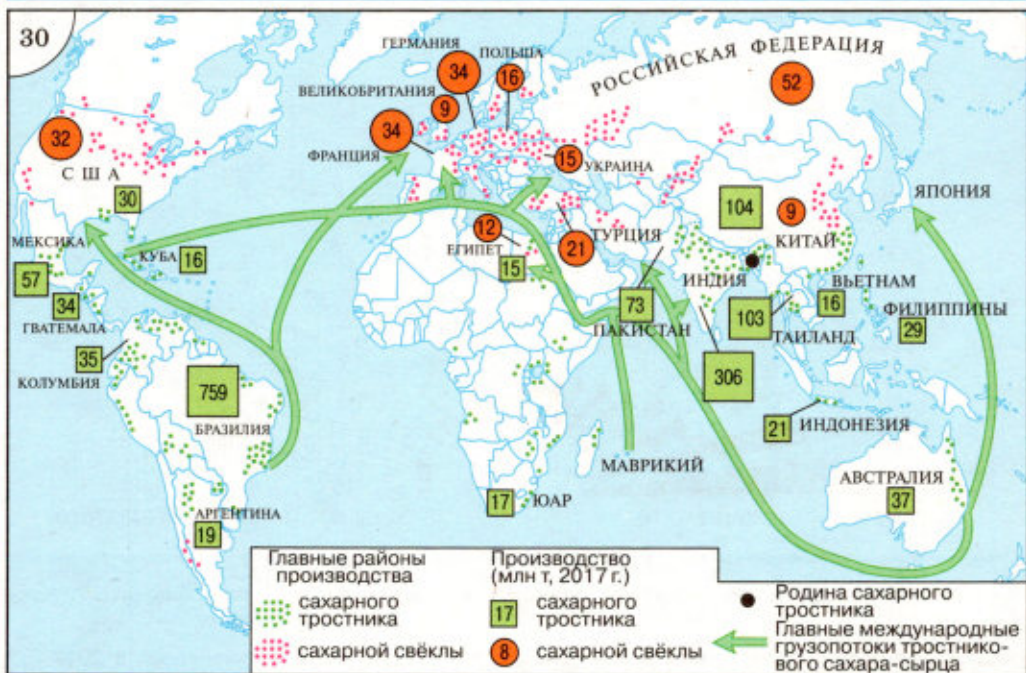 30
ГЕРМАНИЯ
34
ПОЛЬША
16
ВЕЛИКОБРИТАНИЯ
9
РОССИЙСКАЯ ФЕДЕРАЦИЯ
52
32
США
34
ФРАНЦИЯ
15
УКРАИНА
30
ЯПОНИЯ
104
9
КИТАЙ
МЕКСИКА
57
КУБА
16
12
ЕГИПЕТ
15
21
ТУРЦИЯ
34
ГВАТЕМАЛА
73
ПАКИСТАН
ИНДИЯ
103
ТАИЛАНД
ВЬЕТНАМ
16
ФИЛИППИНЫ
29
35
КОЛУМБИЯ
759
БРАЗИЛИЯ
306
21
ИНДОНЕЗИЯ
МАВРИКИЙ
АВСТРАЛИЯ
37
17
ЮАР
АРГЕНТИНА
19
Главные районы
производства
сахарного
тростника
сахарной свёклы
Производство
(млн т, 2017 г.)
17
сахарного
тростника
8
сахарной свёклы
Родина сахарного
тростника
Главные международные
грузопотоки тростнико-
вого сахара-сырца